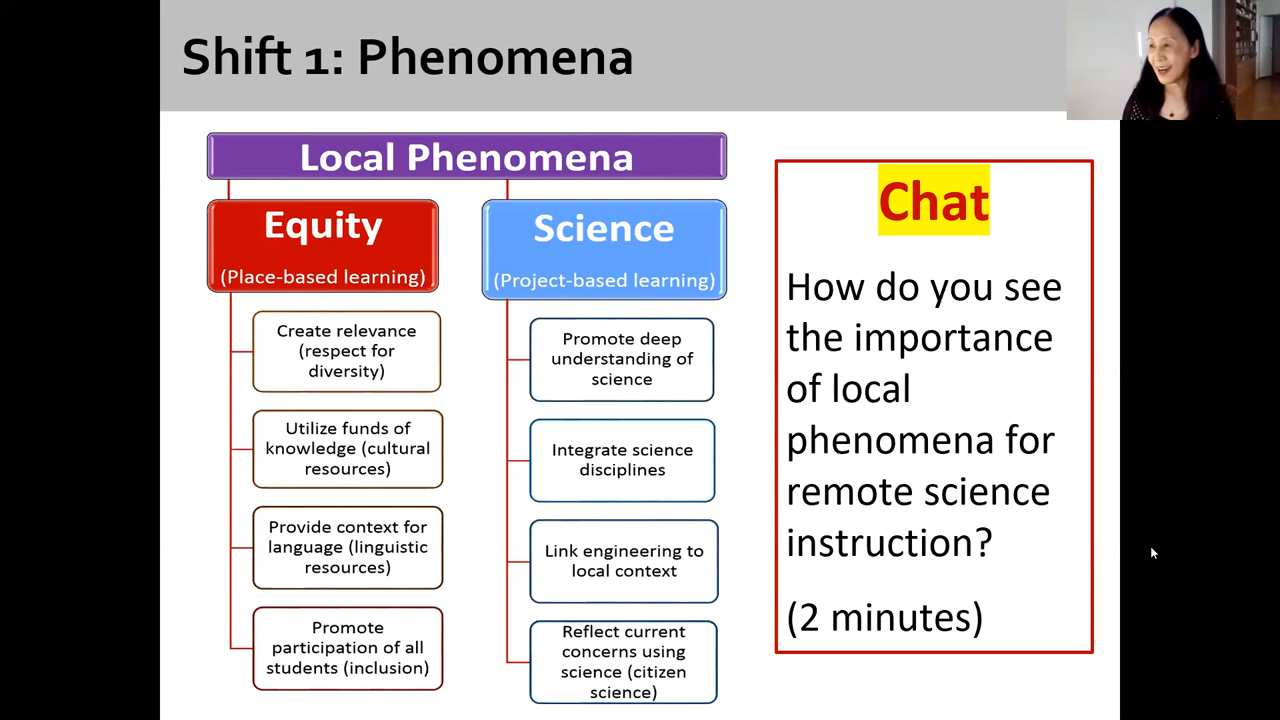 Shift 1: Phenomena
Local Phenomena
Equity
(Place-based learning)
Create relevance
(respect for
diversity)
Utilize funds of
knowledge (cultural
resources)
Provide context for
language (linguistic
resources)
Promote
participation of all
students (inclusion)
Science
(Project-based learning)
Promote deep
understanding of
science
Integrate science
disciplines
Link engineering to
local context
Reflect current
concerns using
science (citizen
science)
Chat
How do you see
the importance
of local
phenomena for
remote science
instruction?
(2 minutes)